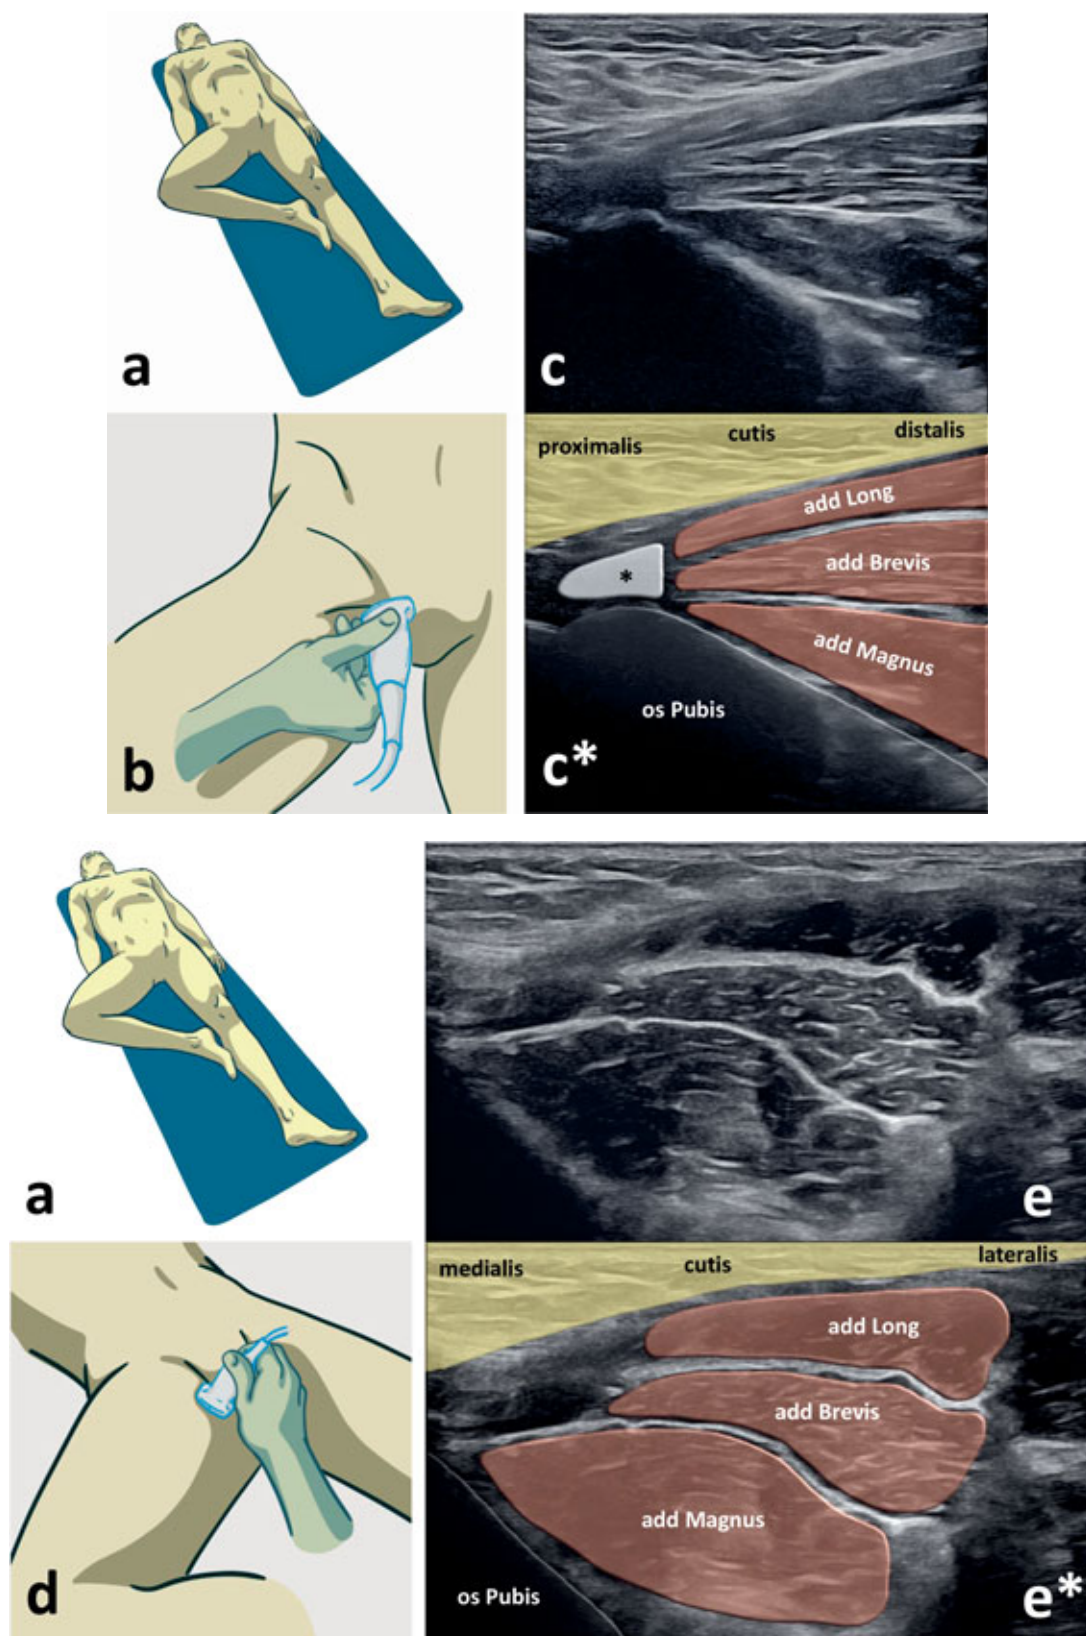 a
c
proximalis
cutis
distalis
add Long
*
add Brevis
add Magnus
os Pubis
b
c*
a
e
medialis
cutis
lateralis
add Long
add Brevis
add Magnus
os Pubis
d
e*